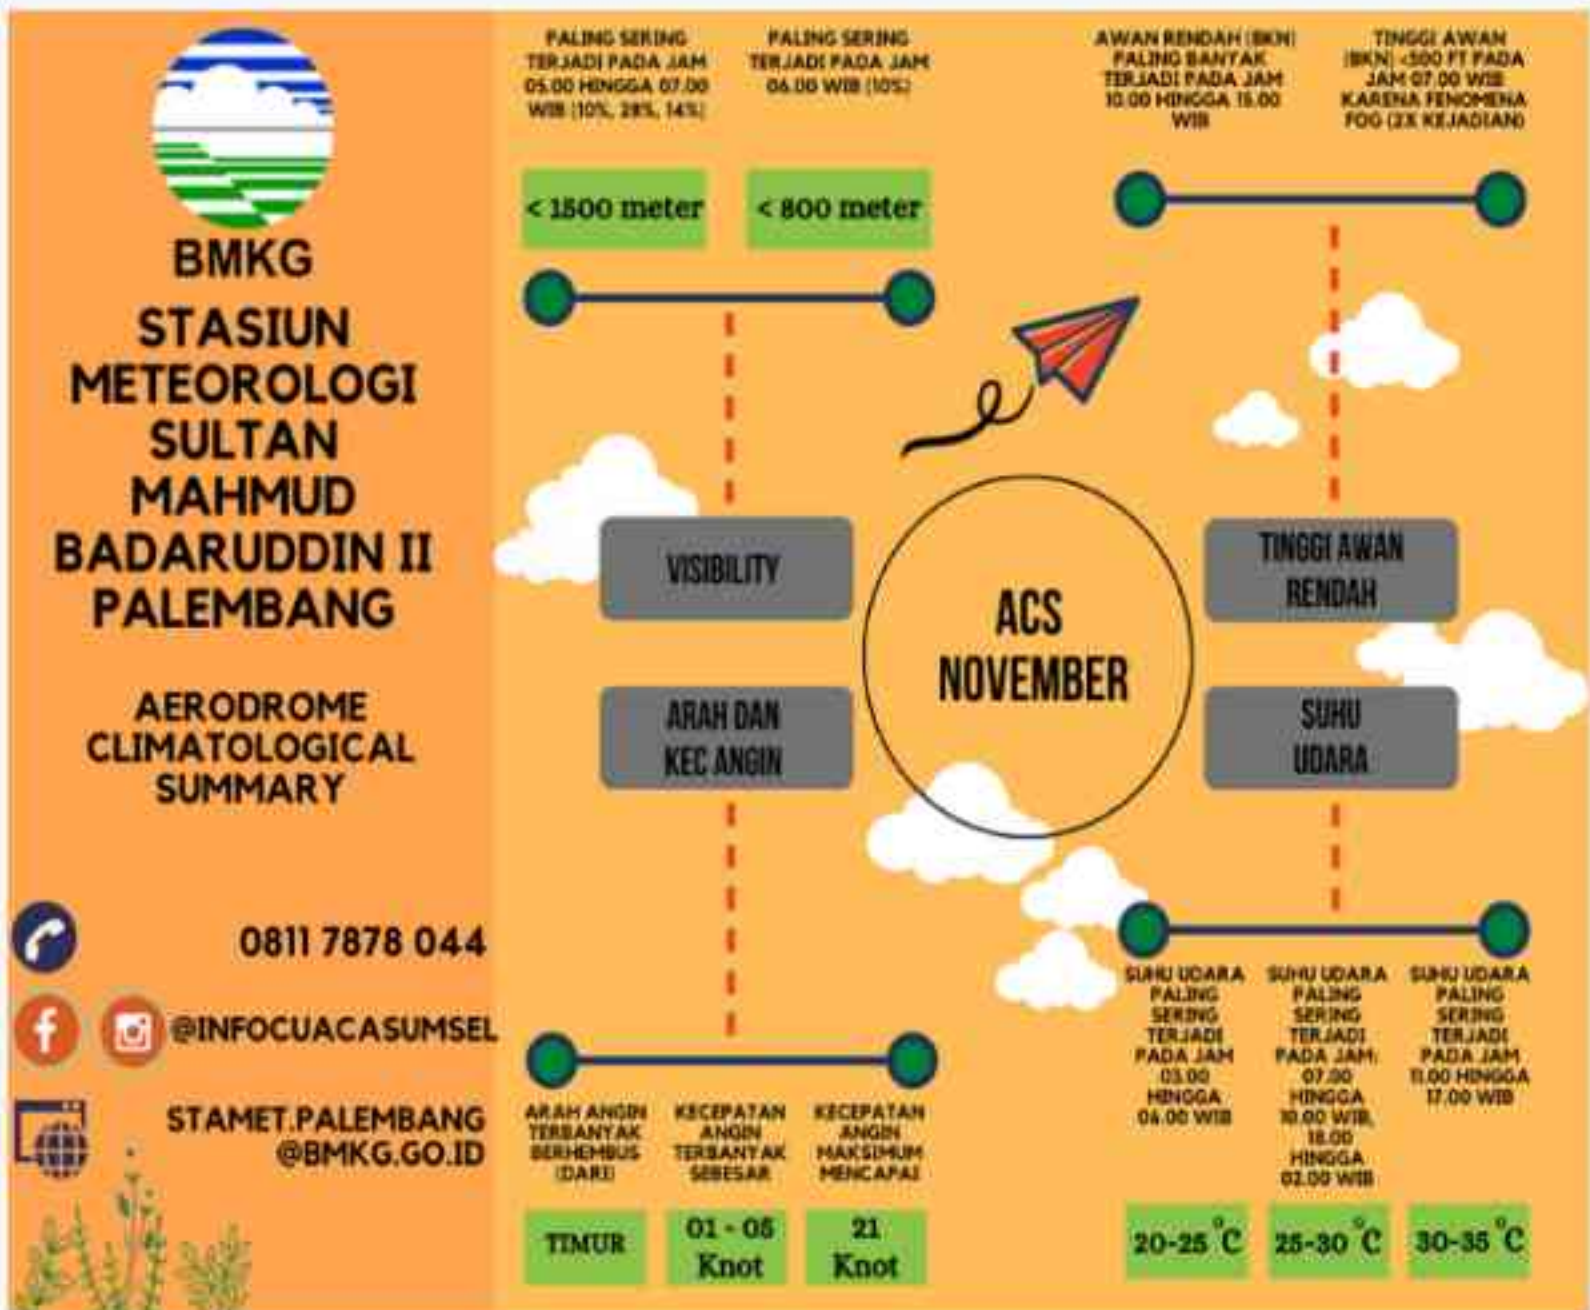 BMKG
STASIUN
METEOROLOGI
SULTAN
MAHMUD
BADARUDDIN II
PALEMBANG
AERODROME
CLIMATOLOGICAL
SUMMARY
0811 7878 044
@INFOCUACASUMSEL
STAMET.PALEMBANG
@BMKG.GO.ID
PALING SERING
TERJADI PADA JAM
05.00 HINGGA 07.00
WIB (10%, 28%, 14%)
< 1500 meter
PALING SERING
TERJADI PADA JAM
06.00 WIB (10%)
< 800 meter
VISIBILITY
AWAN RENDAH (BKN)
PALING BANYAK
TERJADI PADA JAM
10.00 HINGGA 15.00
WIB
TINGGI AWAN
(BKN) <500 FT PADA
JAM 07.00 WIB
KARENA FENOMENA
FOG (2X KEJADIAN)
TINGGI AWAN
RENDAH
ACS
NOVEMBER
ARAH DAN
KEC ANGIN
ARAH ANGIN
TERBANYAK
BERHEMBUS
(DARI)
TIMUR
KECEPATAN
ANGIN
TERBANYAK
SEBESAR
01 - 05
Knot
KECEPATAN
ANGIN
MAKSIMUM
MENCAPAI
21
Knot
SUHU
UDARA
SUHU UDARA
PALING
SERING
TERJADI
PADA JAM
03.00
HINGGA
06.00 WIB
20-25 °C
SUHU UDARA
PALING
SERING
TERJADI
PADA JAM:
07.00
HINGGA
10.00 WIB,
18.00
HINGGA
02.00 WIB
25-30 °C
SUHU UDARA
PALING
SERING
TERJADI
PADA JAM
11.00 HINGGA
17.00 WIB
30-35 °C